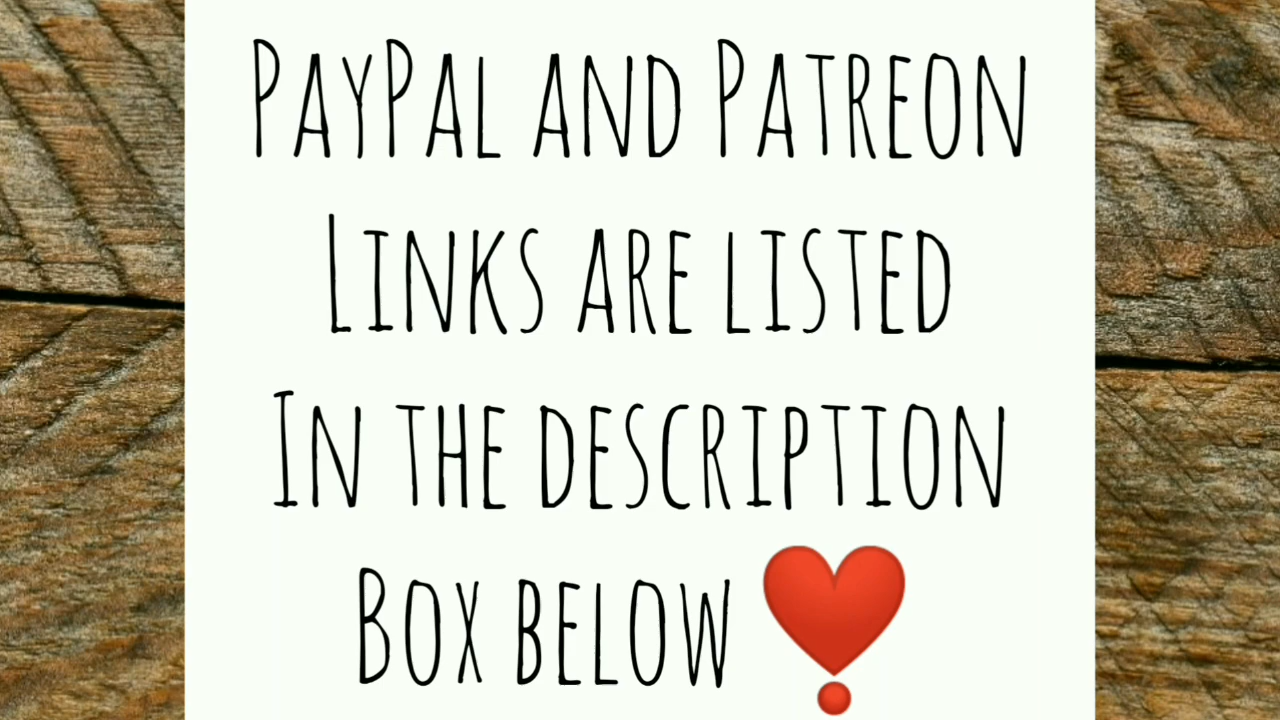 PayPal and Patreon
Links are listed
In the description
Box below ❣️